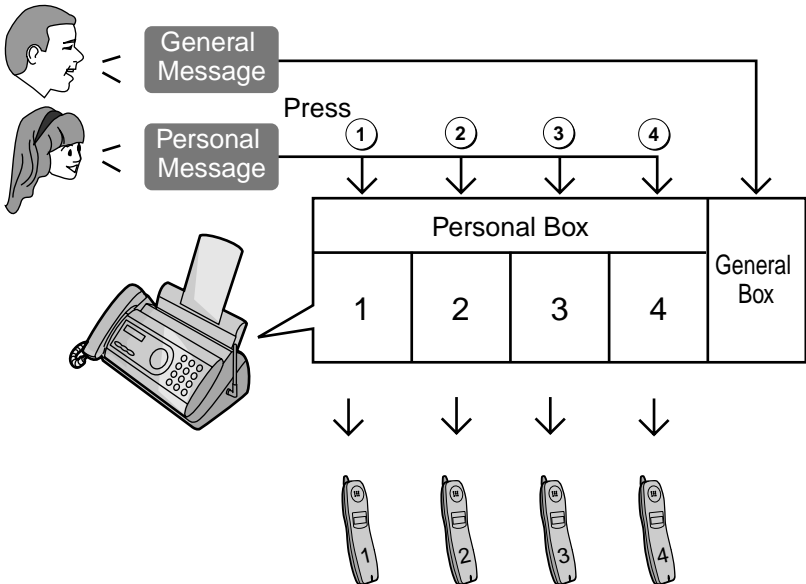 General
Message
Press
1 2 3 4
Personal
Message
Personal Box
General
Box
1 2 3 4
1 2 3 4